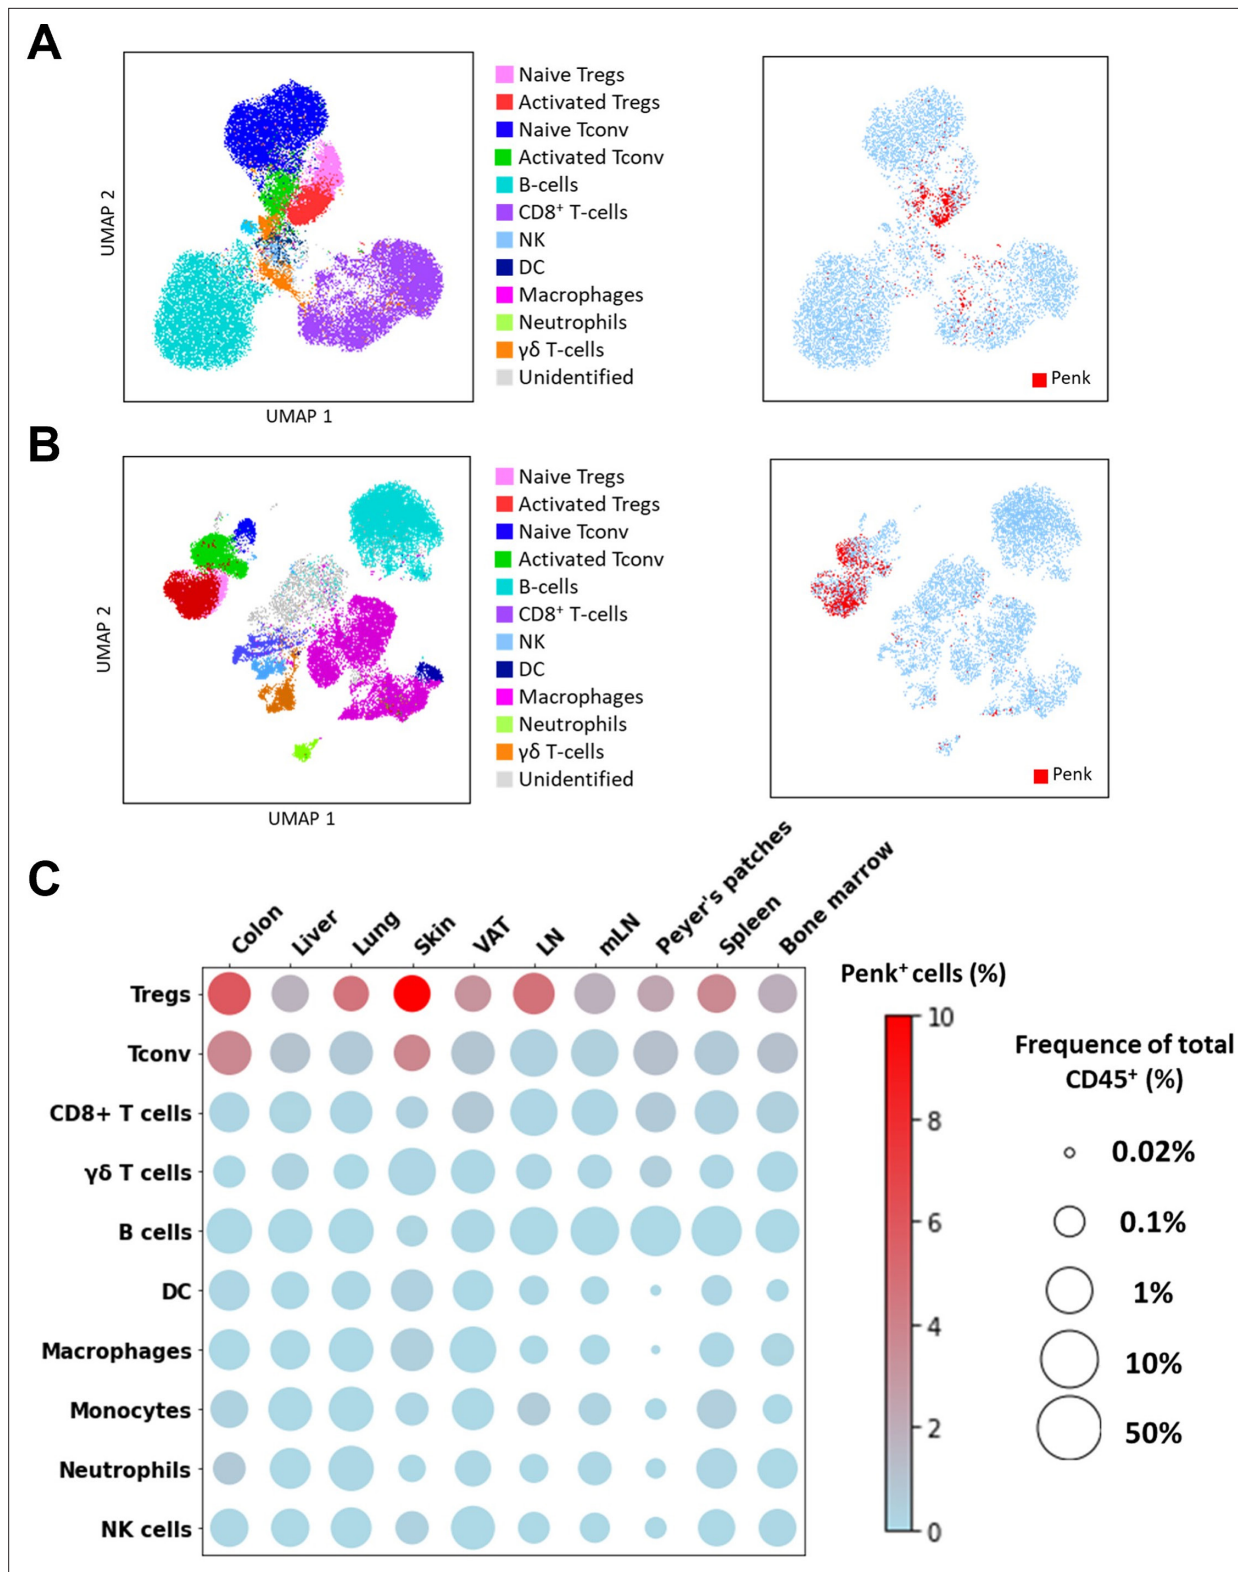 A
UMAP 2
UMAP 1
Naive Tregs
Activated Tregs
Naive Tconv
Activated Tconv
B-cells
CD8⁺ T-cells
NK
DC
Macrophages
Neutrophils
γδ T-cells
Unidentified
Penk
B
UMAP 2
UMAP 1
Naive Tregs
Activated Tregs
Naive Tconv
Activated Tconv
B-cells
CD8⁺ T-cells
NK
DC
Macrophages
Neutrophils
γδ T-cells
Unidentified
Penk
C
Colon
Liver
Lung
Skin
VAT
LN
mLN
Peyer's patches
Spleen
Bone marrow
Tregs
Tconv
CD8+ T cells
γδ T cells
B cells
DC
Macrophages
Monocytes
Neutrophils
NK cells
Penk⁺ cells (%)
10
8
6
4
2
0
Frequence of total
CD45⁺ (%)
0.02%
0.1%
1%
10%
50%